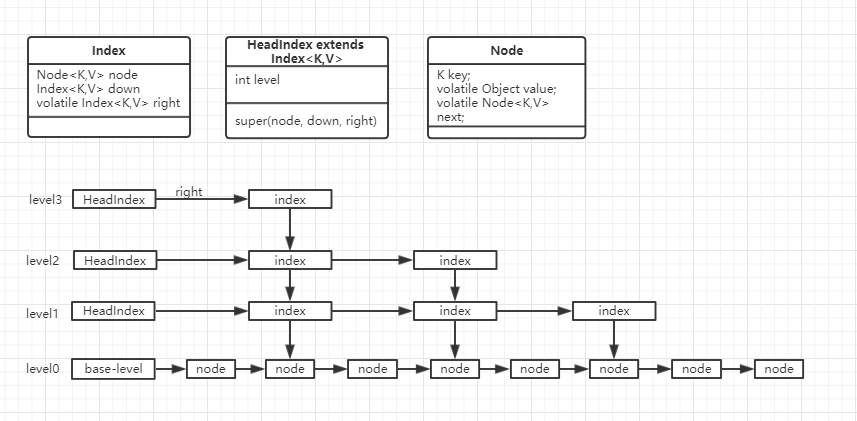 Index
Node<K,V> node
Index<K,V> down
volatile Index<K,V> right
HeadIndex extends
Index<K,V>
int level
super(node, down, right)
Node
K key;
volatile Object value;
volatile Node<K,V>
next;
level3 HeadIndex right index
level2 HeadIndex index index
level1 HeadIndex index index index
level0 base-level node node node node node node node node